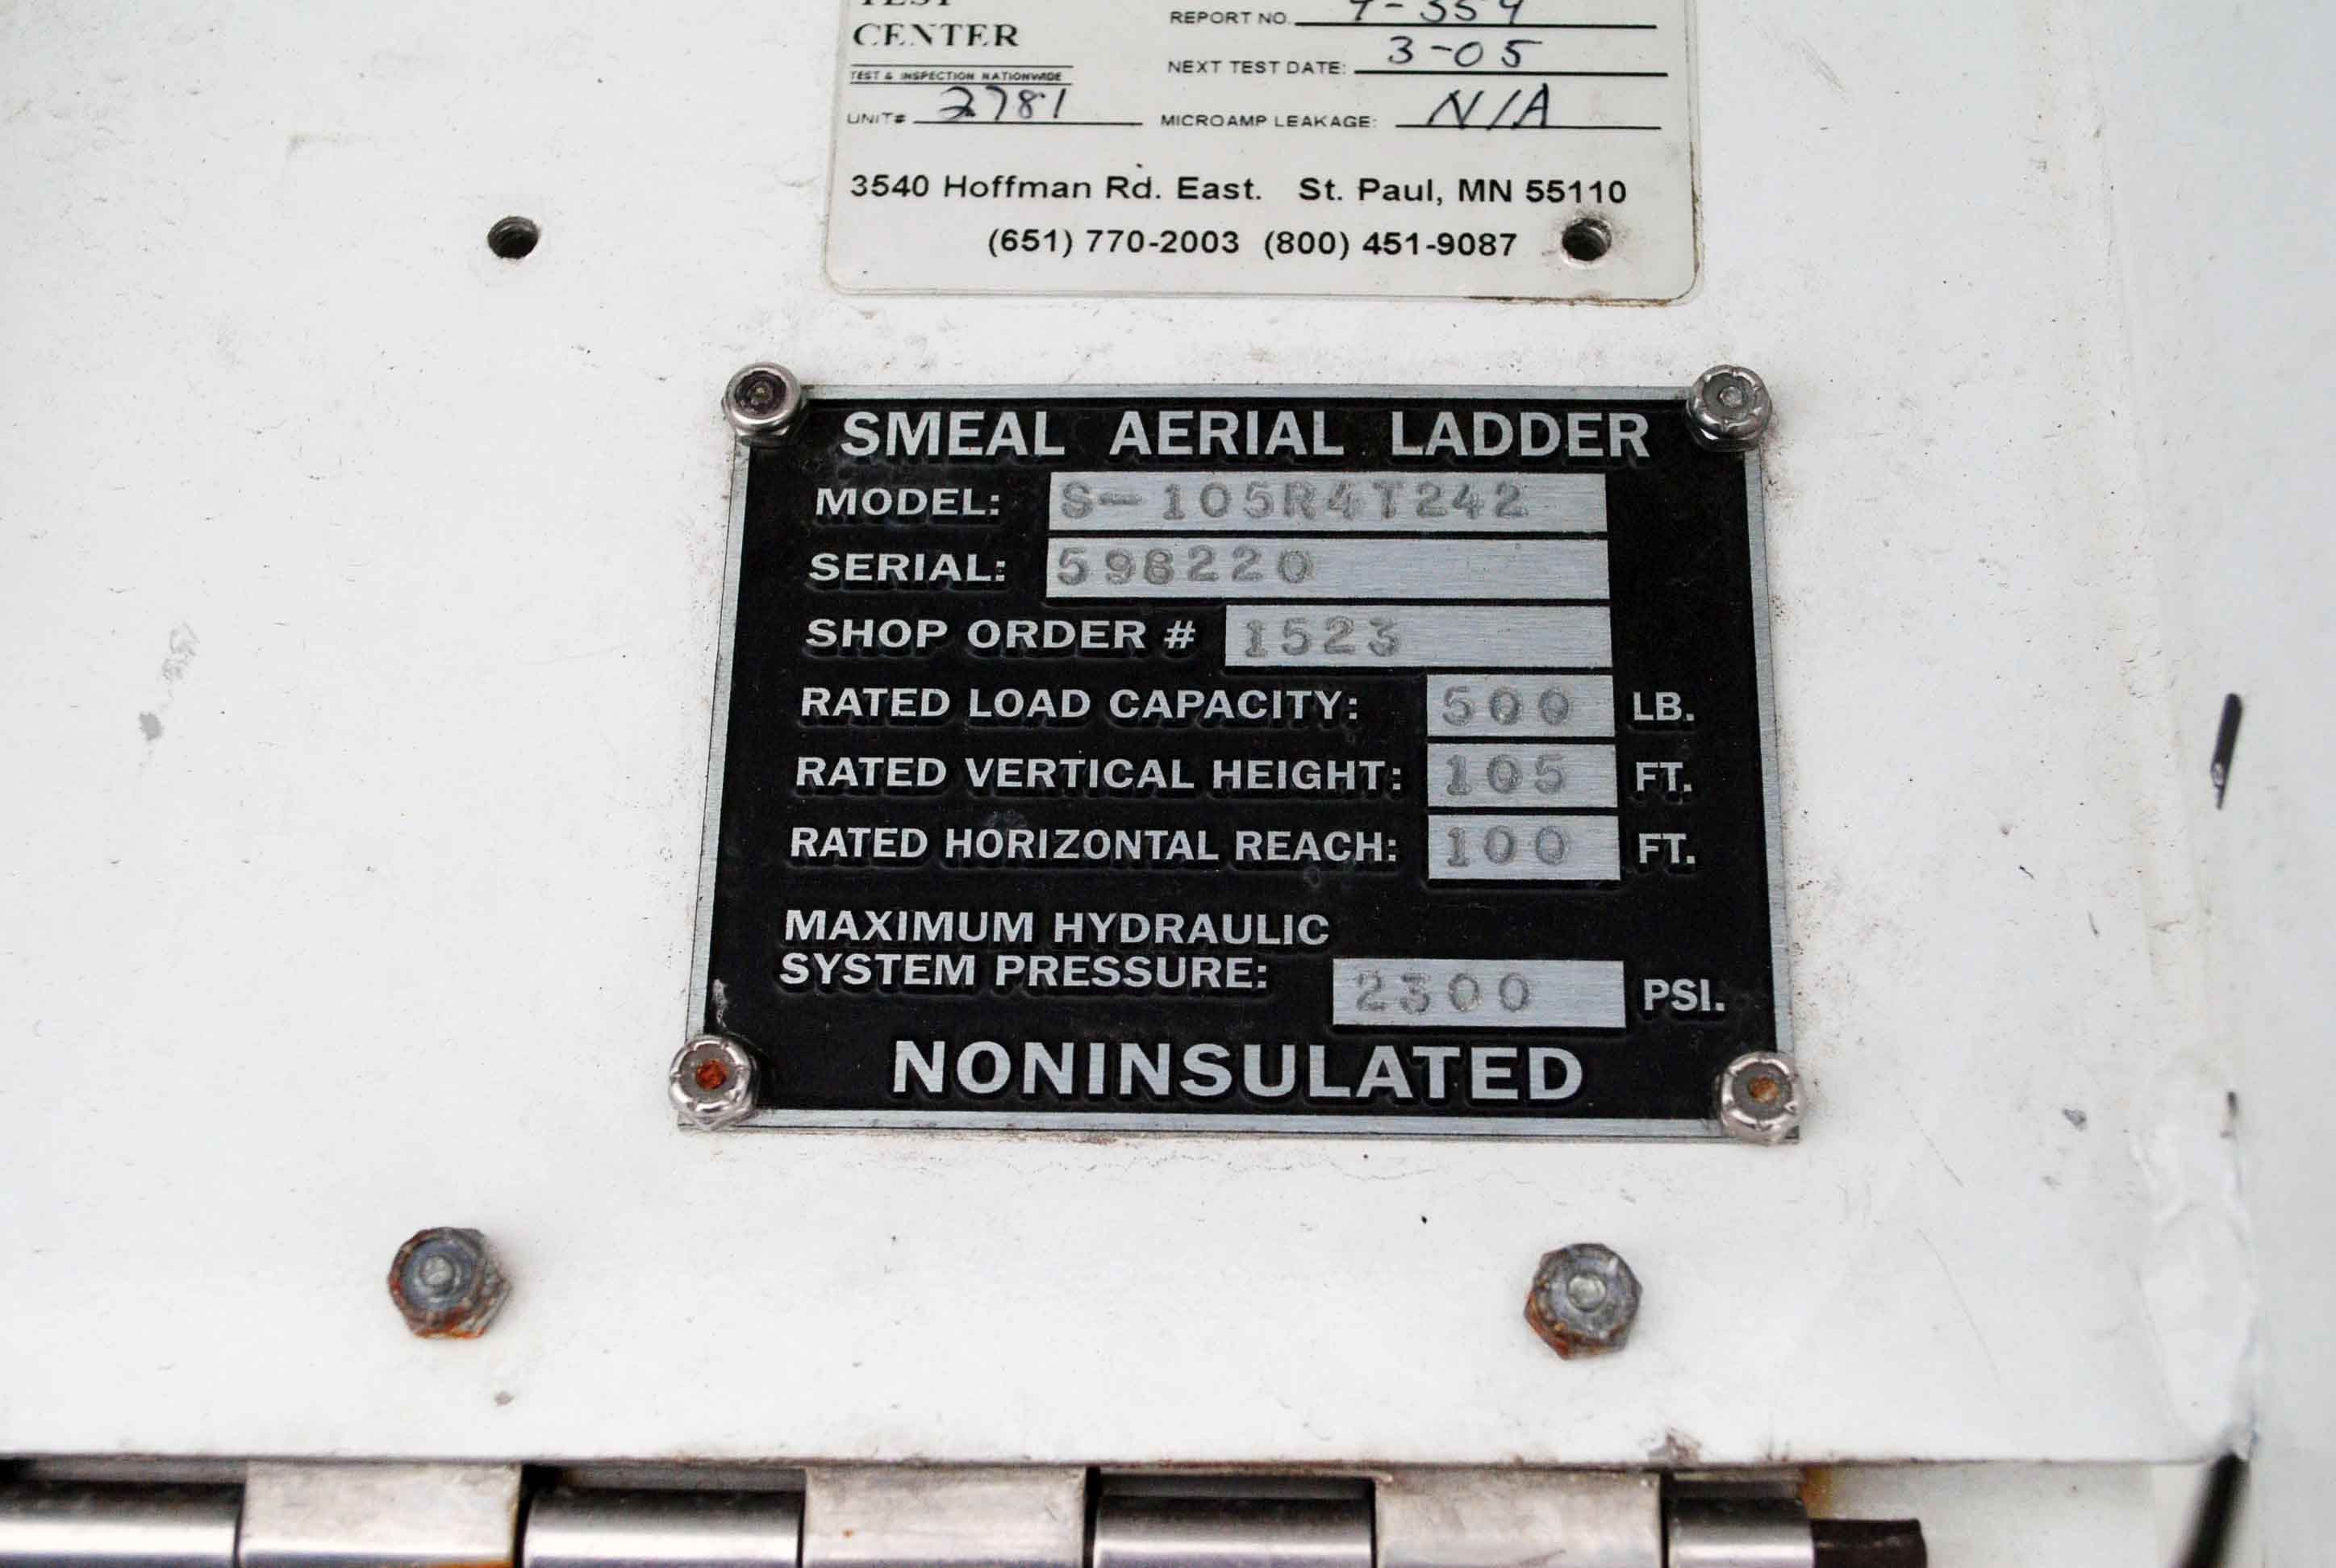 TEST
CENTER
TEST & INSPECTION NATIONWIDE
UNIT# 2781
REPORT NO.
NEXT TEST DATE: 3-05
MICROAMP LEAKAGE: N/A
3540 Hoffman Rd. East. St. Paul, MN 55110
(651) 770-2003 (800) 451-9087
SMEAL AERIAL LADDER
MODEL: S-105R4T242
SERIAL: 598220
SHOP ORDER # 1523
RATED LOAD CAPACITY: 500 LB.
RATED VERTICAL HEIGHT: 105 FT.
RATED HORIZONTAL REACH: 100 FT.
MAXIMUM HYDRAULIC
SYSTEM PRESSURE: 2300 PSI.
NONINSULATED